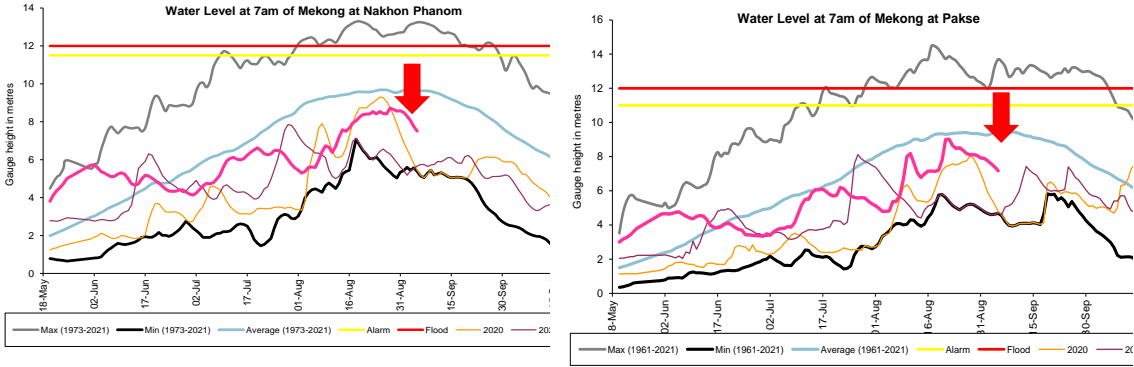 Water Level at 7am of Mekong at Nakhon Phanom
Gauge height in metres
14
12
10
8
6
4
2
0
18-May
02-Jun
17-Jun
02-Jul
17-Jul
01-Aug
16-Aug
31-Aug
15-Sep
30-Sep
Max (1973-2021) Min (1973-2021) Average (1973-2021) Alarm Flood 2020
Water Level at 7am of Mekong at Pakse
Gauge height in metres
16
14
12
10
8
6
4
2
0
8-May
02-Jun
17-Jun
02-Jul
17-Jul
01-Aug
16-Aug
31-Aug
15-Sep
30-Sep
Max (1961-2021) Min (1961-2021) Average (1961-2021) Alarm Flood 2020